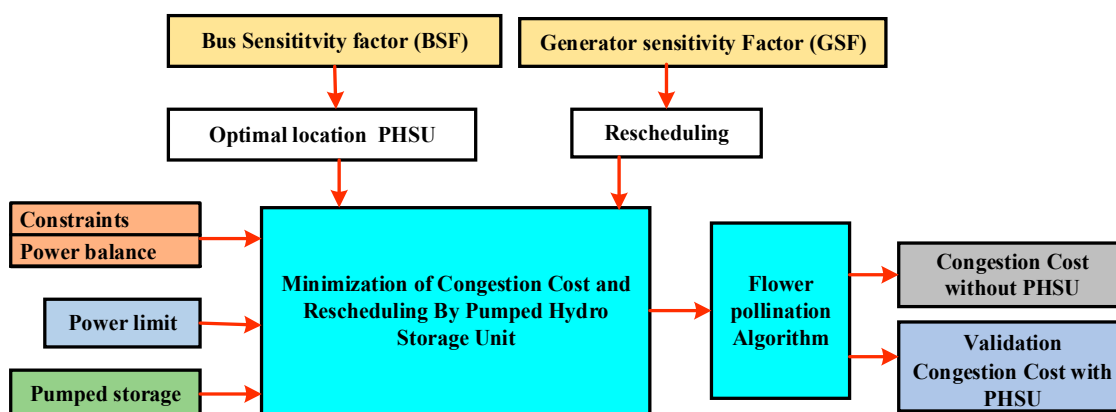 Bus Sensititvity factor (BSF)
Generator sensitivity Factor (GSF)
Optimal location PHSU
Rescheduling
Constraints
Power balance
Power limit
Pumped storage
Minimization of Congestion Cost and
Rescheduling By Pumped Hydro
Storage Unit
Flower
pollination
Algorithm
Congestion Cost
without PHSU
Validation
Congestion Cost with
PHSU